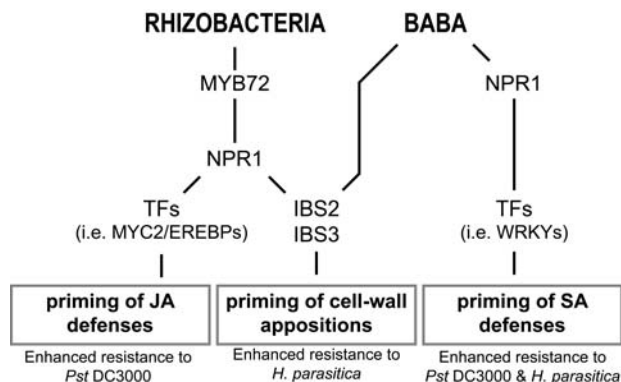 RHIZOBACTERIA BABA
MYB72 NPR1
NPR1
TFs IBS2 TFs
(i.e. MYC2/EREBPs) IBS3 (i.e. WRKYs)
priming of JA priming of cell-wall priming of SA
defenses appositions defenses
Enhanced resistance to Enhanced resistance to Enhanced resistance to
Pst DC3000 H. parasitica Pst DC3000 & H. parasitica